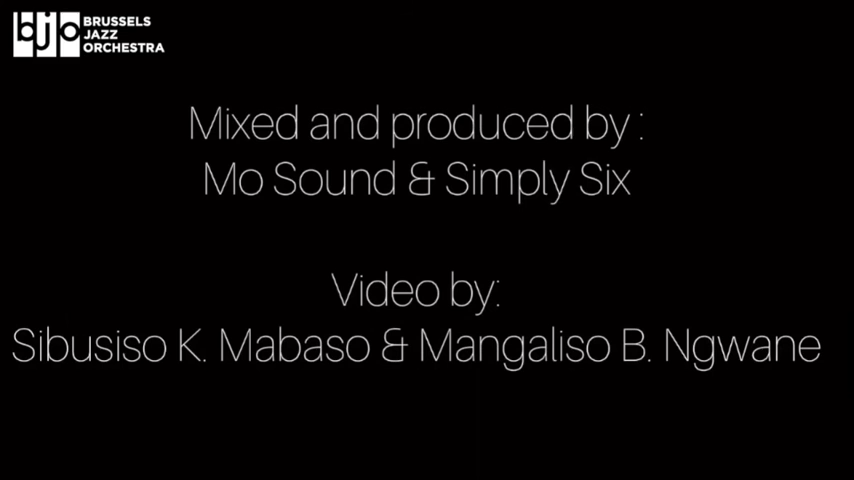 bjo BRUSSELS
JAZZ
ORCHESTRA
Mixed and produced by :
Mo Sound & Simply Six
Video by:
Sibusiso K. Mabaso & Mangaliso B. Ngwane